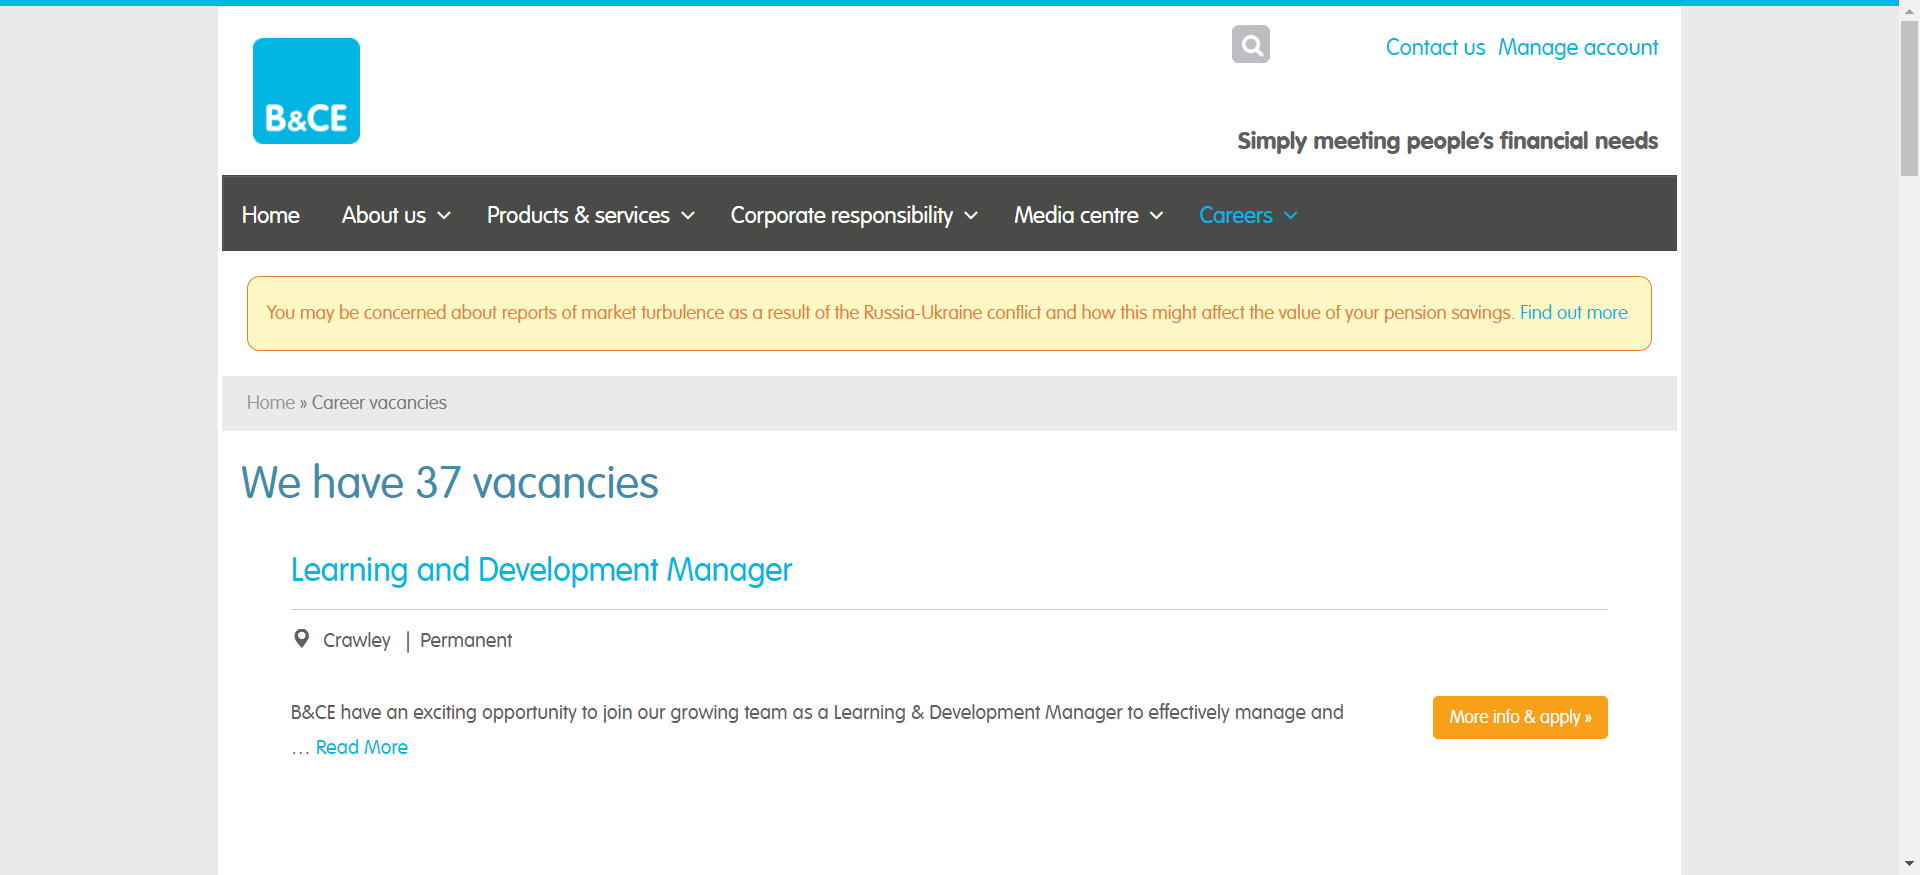 B&CE
Contact us Manage account
Simply meeting people's financial needs
Home About us Products & services Corporate responsibility Media centre Careers
You may be concerned about reports of market turbulence as a result of the Russia-Ukraine conflict and how this might affect the value of your pension savings. Find out more
Home » Career vacancies
We have 37 vacancies
Learning and Development Manager
Crawley | Permanent
B&CE have an exciting opportunity to join our growing team as a Learning & Development Manager to effectively manage and
... Read More
More info & apply »